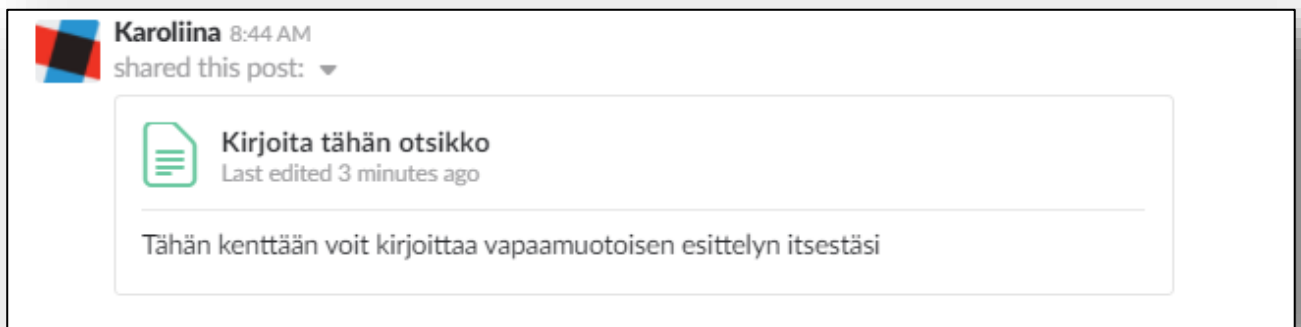 Karoliina 8:44 AM
shared this post:
Kirjoita tähän otsikko
Last edited 3 minutes ago
Tähän kenttään voit kirjoittaa vapaamuotoisen esittelyn itsestäsi